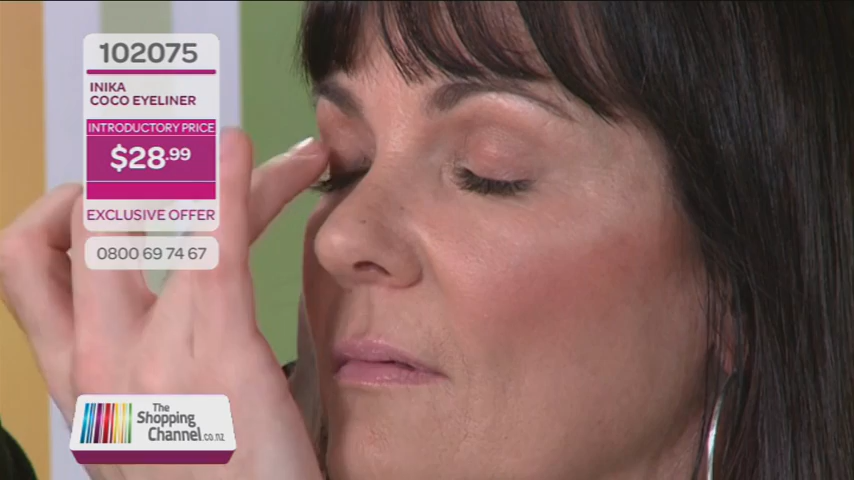 102075
INIKA
COCO EYELINER
INTRODUCTORY PRICE
$28.99
EXCLUSIVE OFFER
0800 69 74 67
The
Shopping
Channel.co.nz